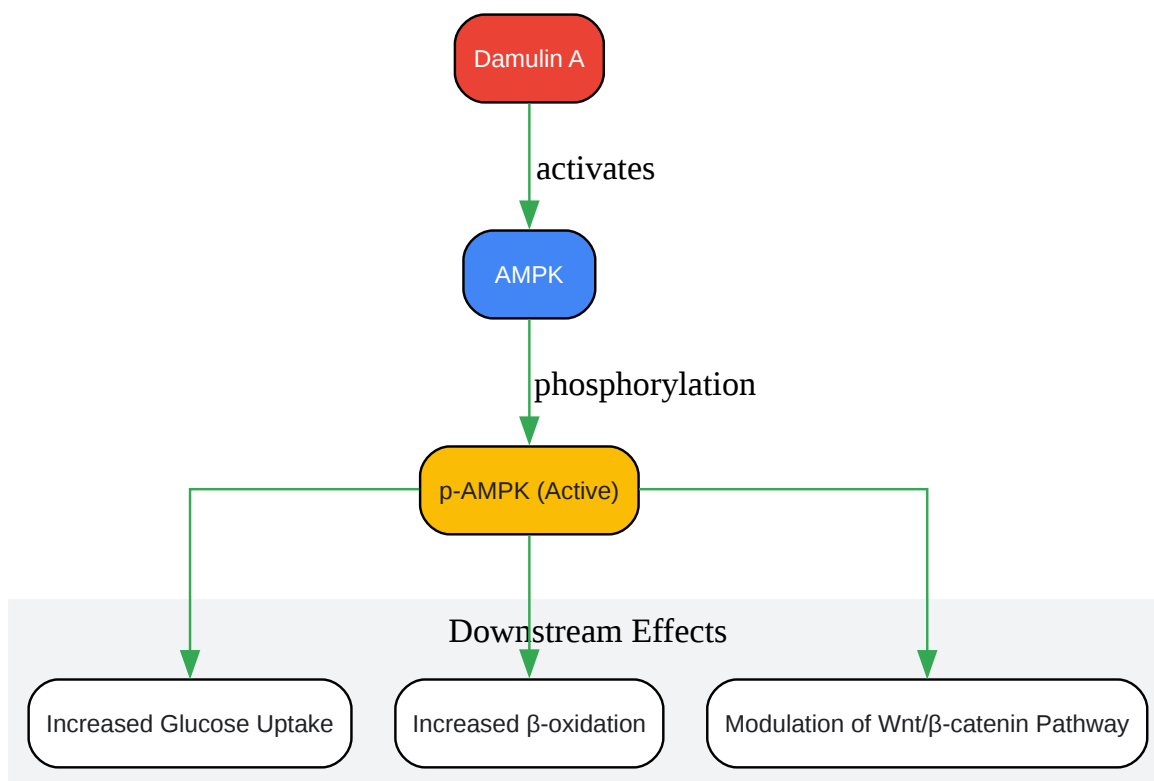 Damulin A
activates
AMPK
phosphorylation
p-AMPK (Active)
Downstream Effects
Increased Glucose Uptake
Increased β-oxidation
Modulation of Wnt/β-catenin Pathway